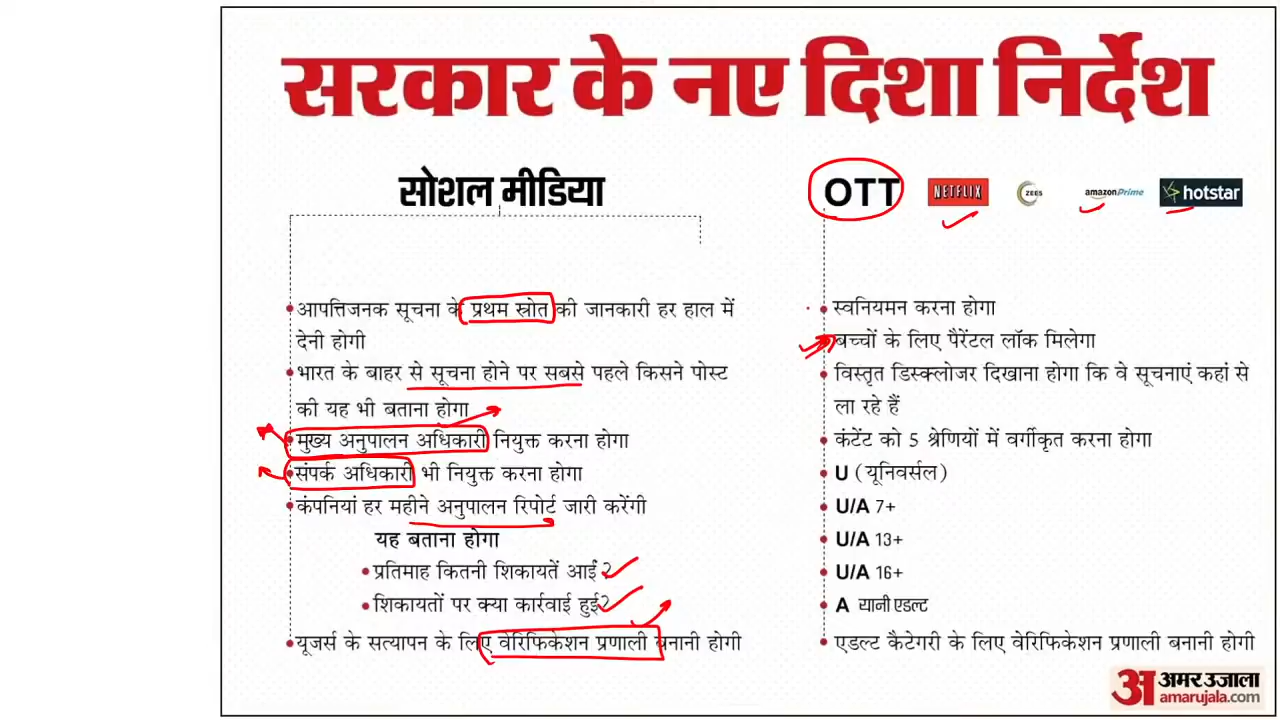 सरकार के नए दिशा निर्देश
सोशल मीडिया
आपत्तिजनक सूचना के प्रथम स्रोत की जानकारी हर हाल में
देनी होगी
भारत के बाहर से सूचना होने पर सबसे पहले किसने पोस्ट
की यह भी बताना होगा
मुख्य अनुपालन अधिकारी नियुक्त करना होगा
संपर्क अधिकारी भी नियुक्त करना होगा
कंपनियां हर महीने अनुपालन रिपोर्ट जारी करेंगी
यह बताना होगा
प्रतिमाह कितनी शिकायतें आईं?
शिकायतों पर क्या कार्रवाई हुई?
यूजर्स के सत्यापन के लिए वेरिफिकेशन प्रणाली बनानी होगी
OTT NETFLIX ZEE5 amazonPrime hotstar
स्वनियमन करना होगा
बच्चों के लिए पैरेंटल लॉक मिलेगा
विस्तृत डिस्क्लोजर दिखाना होगा कि वे सूचनाएं कहां से
ला रहे हैं
कंटेंट को 5 श्रेणियों में वर्गीकृत करना होगा
U (यूनिवर्सल)
U/A 7+
U/A 13+
U/A 16+
A यानी एडल्ट
एडल्ट कैटेगरी के लिए वेरिफिकेशन प्रणाली बनानी होगी
अ अमर उजाला
amarujala.com